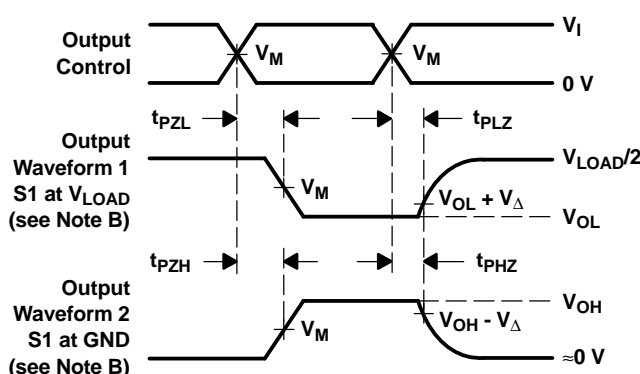 Output
Control
V_I
V_M
V_M
0 V
t_PZL
t_PLZ
Output
Waveform 1
S1 at V_LOAD
(see Note B)
V_LOAD/2
V_M
V_OL + V_Δ
V_OL
t_PZH
t_PHZ
Output
Waveform 2
S1 at GND
(see Note B)
V_OH
V_OH - V_Δ
V_M
≈0 V